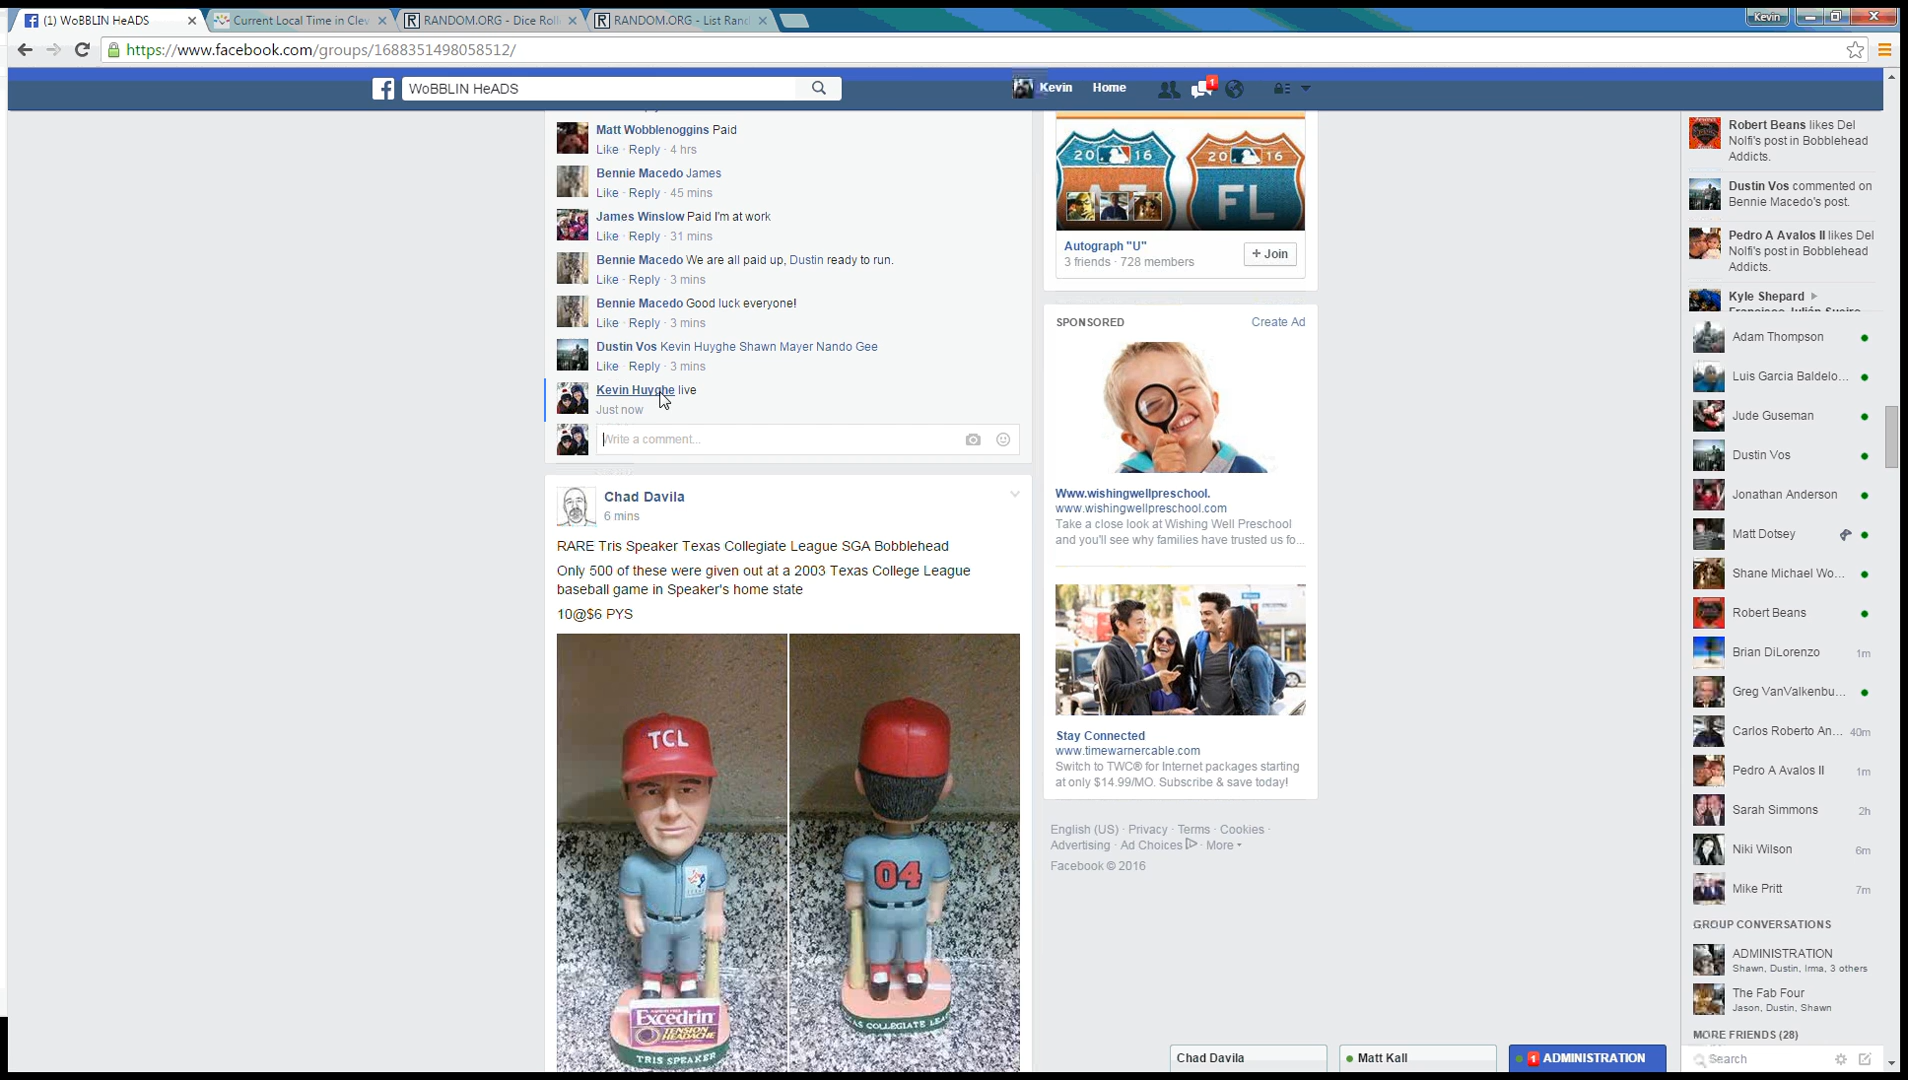 (1) WoBBLIN HeADS
Current Local Time in Clev
RANDOM.ORG - Dice Roll
RANDOM.ORG - List Rand
Kevin
https://www.facebook.com/groups/1688351498058512/
WoBBLIN HeADS
Kevin
Home
1
Matt Wobblenoggins Paid
Like · Reply · 4 hrs
Bennie Macedo James
Like · Reply · 45 mins
James Winslow Paid I'm at work
Like · Reply · 31 mins
Bennie Macedo We are all paid up, Dustin ready to run.
Like · Reply · 3 mins
Bennie Macedo Good luck everyone!
Like · Reply · 3 mins
Dustin Vos Kevin Huyghe Shawn Mayer Nando Gee
Like · Reply · 3 mins
Kevin Huyghe live
Just now
Write a comment...
Chad Davila
6 mins
RARE Tris Speaker Texas Collegiate League SGA Bobblehead
Only 500 of these were given out at a 2003 Texas College League
baseball game in Speaker's home state
10@$6 PYS
TCL
Excedrin
TENSION
HEADACHE
TRIS SPEAKER
04
AS COLLEGIATE LEA
2016
2016
AZ
FL
Autograph "U"
3 friends · 728 members
+ Join
SPONSORED
Create Ad
Www.wishingwellpreschool.
www.wishingwellpreschool.com
Take a close look at Wishing Well Preschool
and you'll see why families have trusted us fo...
Stay Connected
www.timewarnercable.com
Switch to TWC® for Internet packages starting
at only $14.99/MO. Subscribe & save today!
English (US) · Privacy · Terms · Cookies ·
Advertising · Ad Choices · More
Facebook © 2016
Robert Beans likes Del
Nolfi's post in Bobblehead
Addicts.
Dustin Vos commented on
Bennie Macedo's post.
Pedro A Avalos II likes Del
Nolfi's post in Bobblehead
Addicts.
Kyle Shepard
Adam Thompson
Luis Garcia Baldelo...
Jude Guseman
Dustin Vos
Jonathan Anderson
Matt Dotsey
Shane Michael Wo...
Robert Beans
Brian DiLorenzo 1m
Greg VanValkenbu...
Carlos Roberto An... 40m
Pedro A Avalos II 1m
Sarah Simmons 2h
Niki Wilson 6m
Mike Pritt 7m
GROUP CONVERSATIONS
ADMINISTRATION
Shawn, Dustin, Irma, 3 others
The Fab Four
Jason, Dustin, Shawn
MORE FRIENDS (28)
Search
Chad Davila
Matt Kall
1 ADMINISTRATION